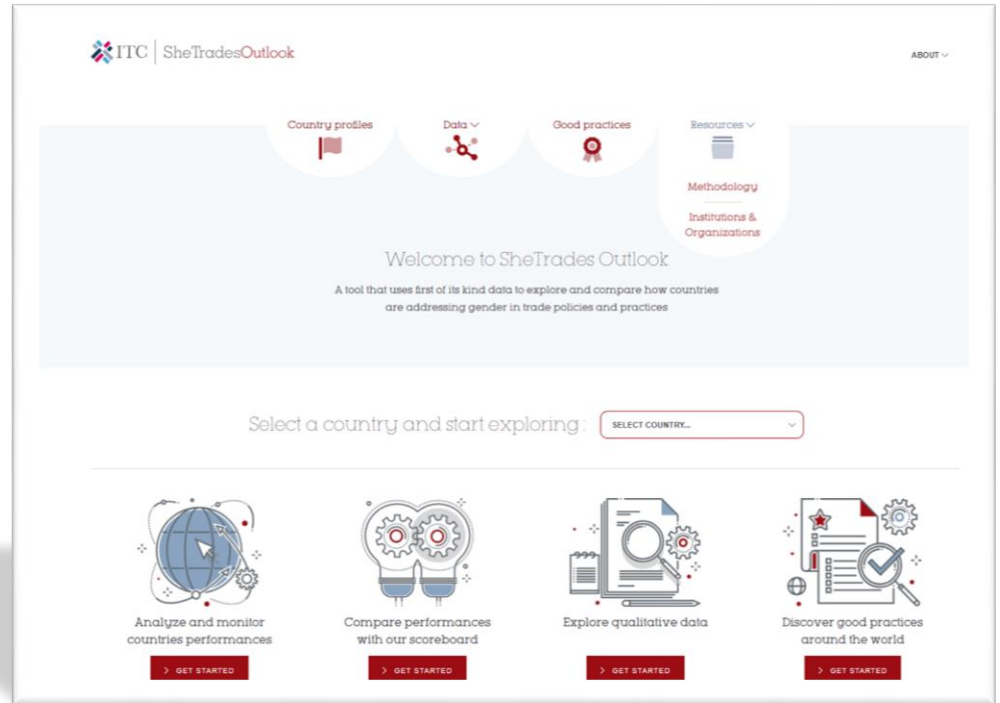 ITC | SheTradesOutlook
ABOUT
Country profiles
Data
Good practices
Resources
Methodology
Institutions &
Organizations
Welcome to SheTrades Outlook
A tool that uses first of its kind data to explore and compare how countries
are addressing gender in trade policies and practices
Select a country and start exploring :
SELECT COUNTRY...
Analyze and monitor
countries performances
Compare performances
with our scoreboard
Explore qualitative data
Discover good practices
around the world
> GET STARTED
> GET STARTED
> GET STARTED
> GET STARTED